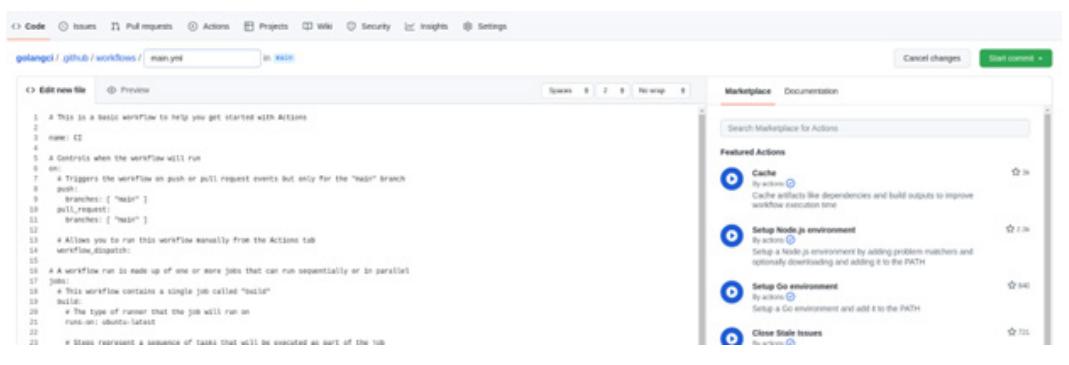 Code Issues Pull requests Actions Projects Wiki Security Insights Settings
golangci / .github / workflows / main.yml in main
Cancel changes Start commit
Edit new file Preview
Spaces 2 No wrap
1 # This is a basic workflow to help you get started with Actions
2
3 name: CI
4
5 # Controls when the workflow will run
6 on:
7 # Triggers the workflow on push or pull request events but only for the "main" branch
8 push:
9 branches: [ "main" ]
10 pull_request:
11 branches: [ "main" ]
12
13 # Allows you to run this workflow manually from the Actions tab
14 workflow_dispatch:
15
16 # A workflow run is made up of one or more jobs that can run sequentially or in parallel
17 jobs:
18 # This workflow contains a single job called "build"
19 build:
20 # The type of runner that the job will run on
21 runs-on: ubuntu-latest
22
23 # Steps represent a sequence of tasks that will be executed as part of the job
Marketplace Documentation
Search Marketplace for Actions
Featured Actions
Cache 3k
By actions
Cache artifacts like dependencies and build outputs to improve
workflow execution time
Setup Node.js environment
By actions
Setup a Node.js environment by adding problem matchers and
optionally downloading and adding it to the PATH
Setup Go environment
By actions
Setup a Go environment and add it to the PATH
Close Stale Issues 721
By actions